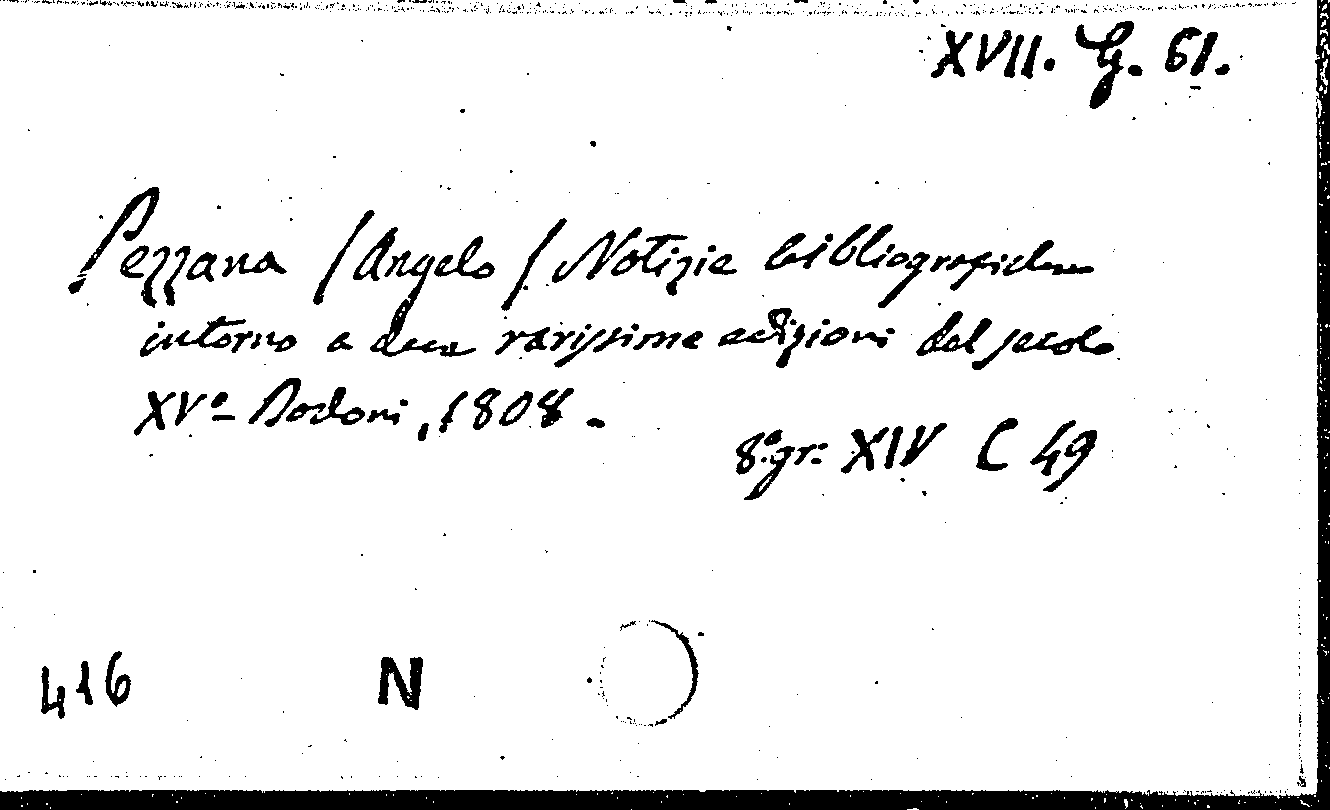 XVII. G. 61.
Pezzana / Angelo / Notizie bibliografiche
intorno a due rarissime edizioni del secolo
XVº- Bodoni, 1808.
8.º gr: XIV C 49
416 N